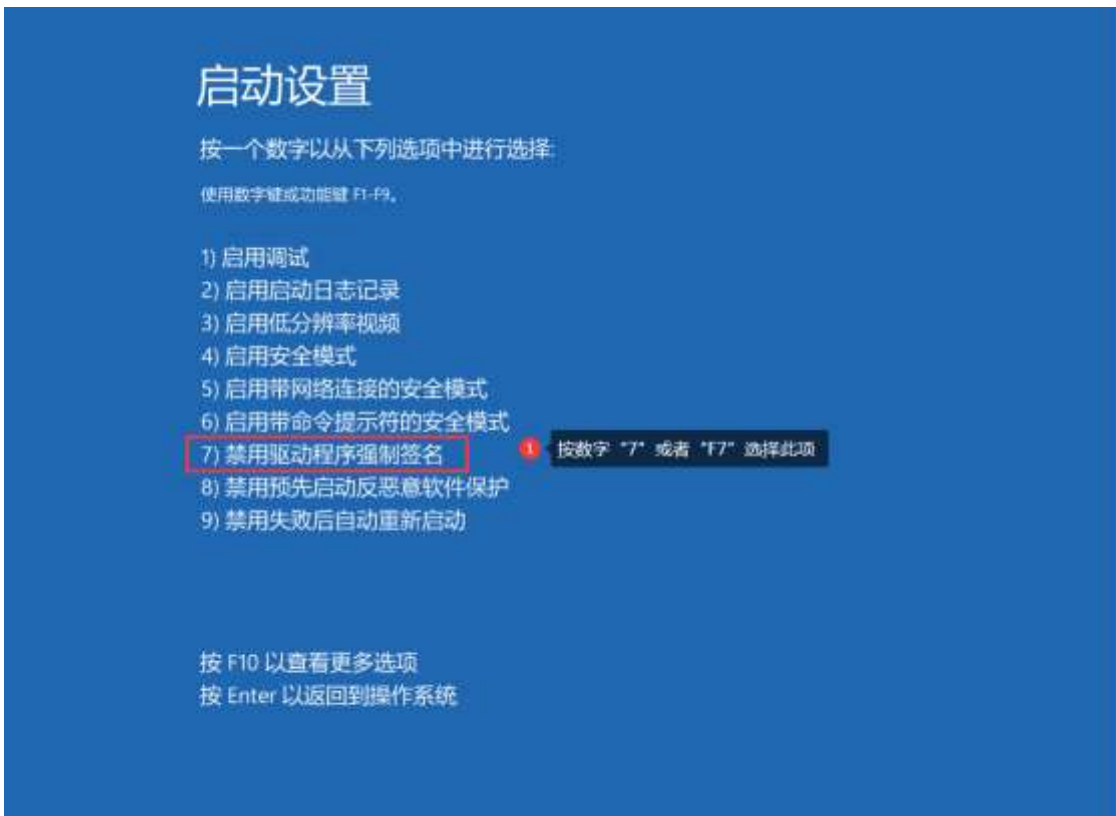 启动设置
按一个数字以从下列选项中进行选择:
使用数字键或功能键 F1-F9。
1) 启用调试
2) 启用启动日志记录
3) 启用低分辨率视频
4) 启用安全模式
5) 启用带网络连接的安全模式
6) 启用带命令提示符的安全模式
7) 禁用驱动程序强制签名
1 按数字 "7" 或者 "F7" 选择此项
8) 禁用预先启动反恶意软件保护
9) 禁用失败后自动重新启动
按 F10 以查看更多选项
按 Enter 以返回到操作系统